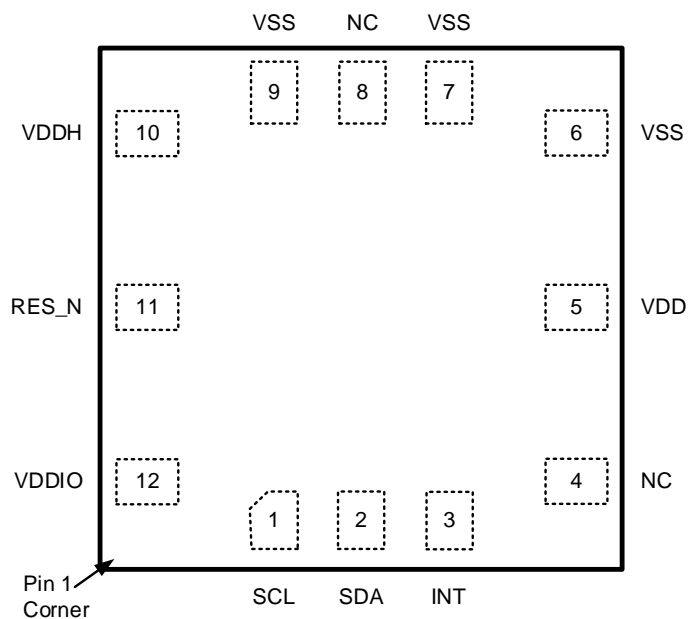 VSS NC VSS
9 8 7
VDDH 10 6 VSS
RES_N 11 5 VDD
VDDIO 12 4 NC
1 2 3
Pin 1
Corner
SCL SDA INT